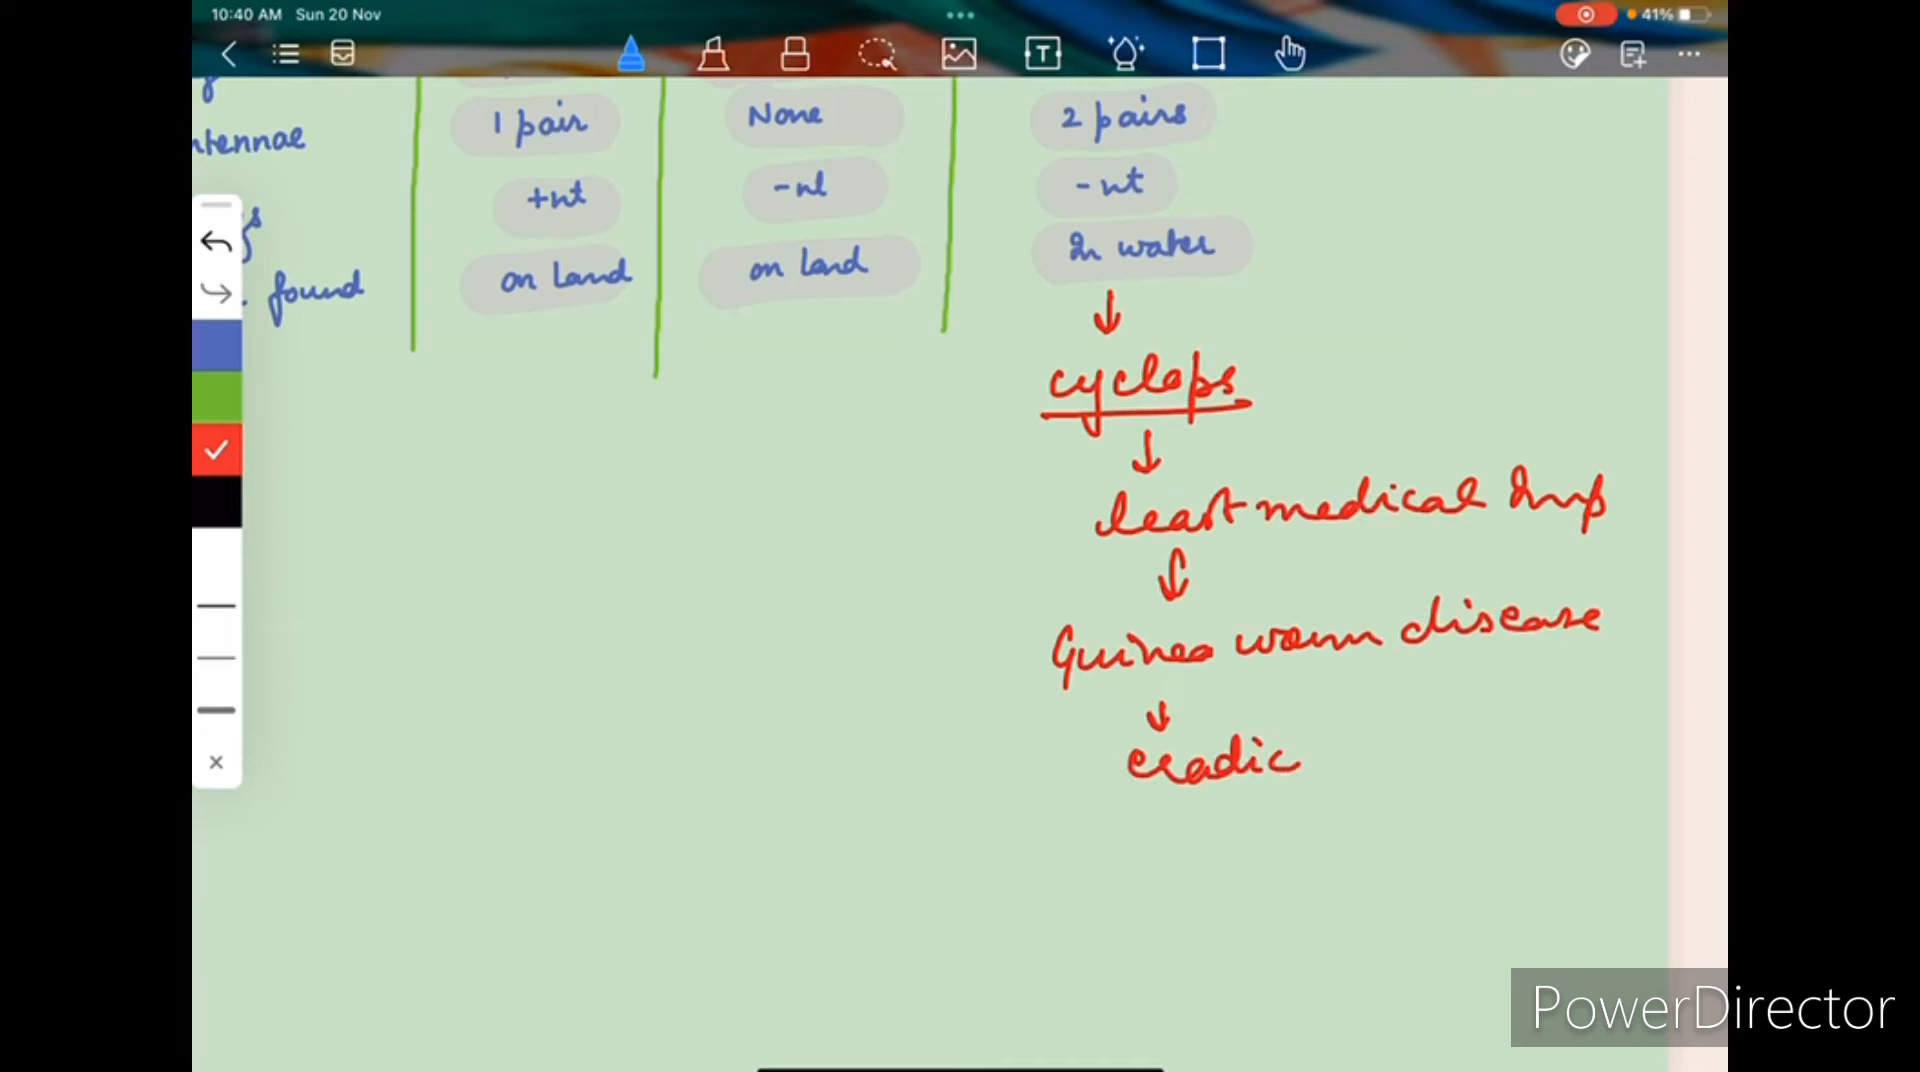 10:40 AM Sun 20 Nov
41%
1 pair
None
2 pairs
ntennae
+nt
-nt
-nt
gs
on Land
on land
In water
found
cyclops
least medical Imp
Guinea worm disease
eradic
PowerDirector